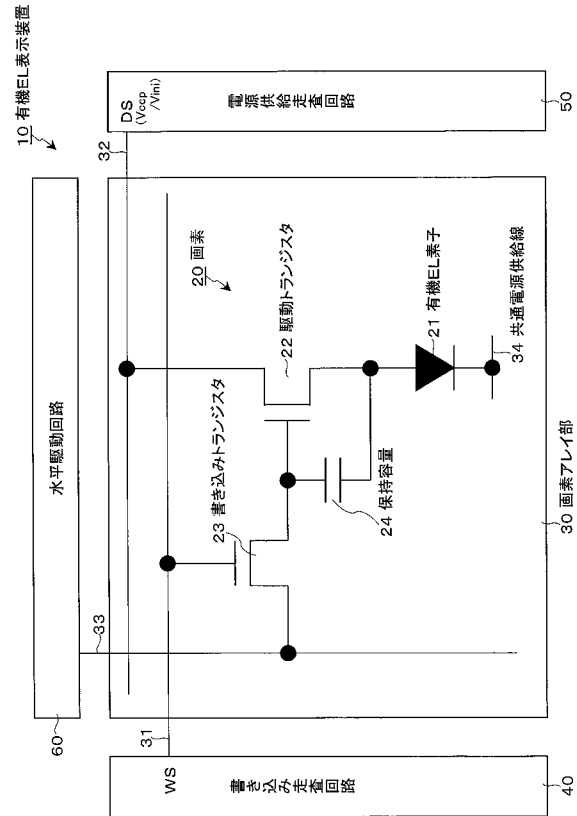 10 有機EL表示装置
60
水平駆動回路
33
32
31
WS
書き込み走査回路
40
DS
(Vccp
/Vini)
電源供給走査回路
50
20 画素
23 書き込みトランジスタ
22 駆動トランジスタ
24 保持容量
21 有機EL素子
34 共通電源供給線
30 画素アレイ部